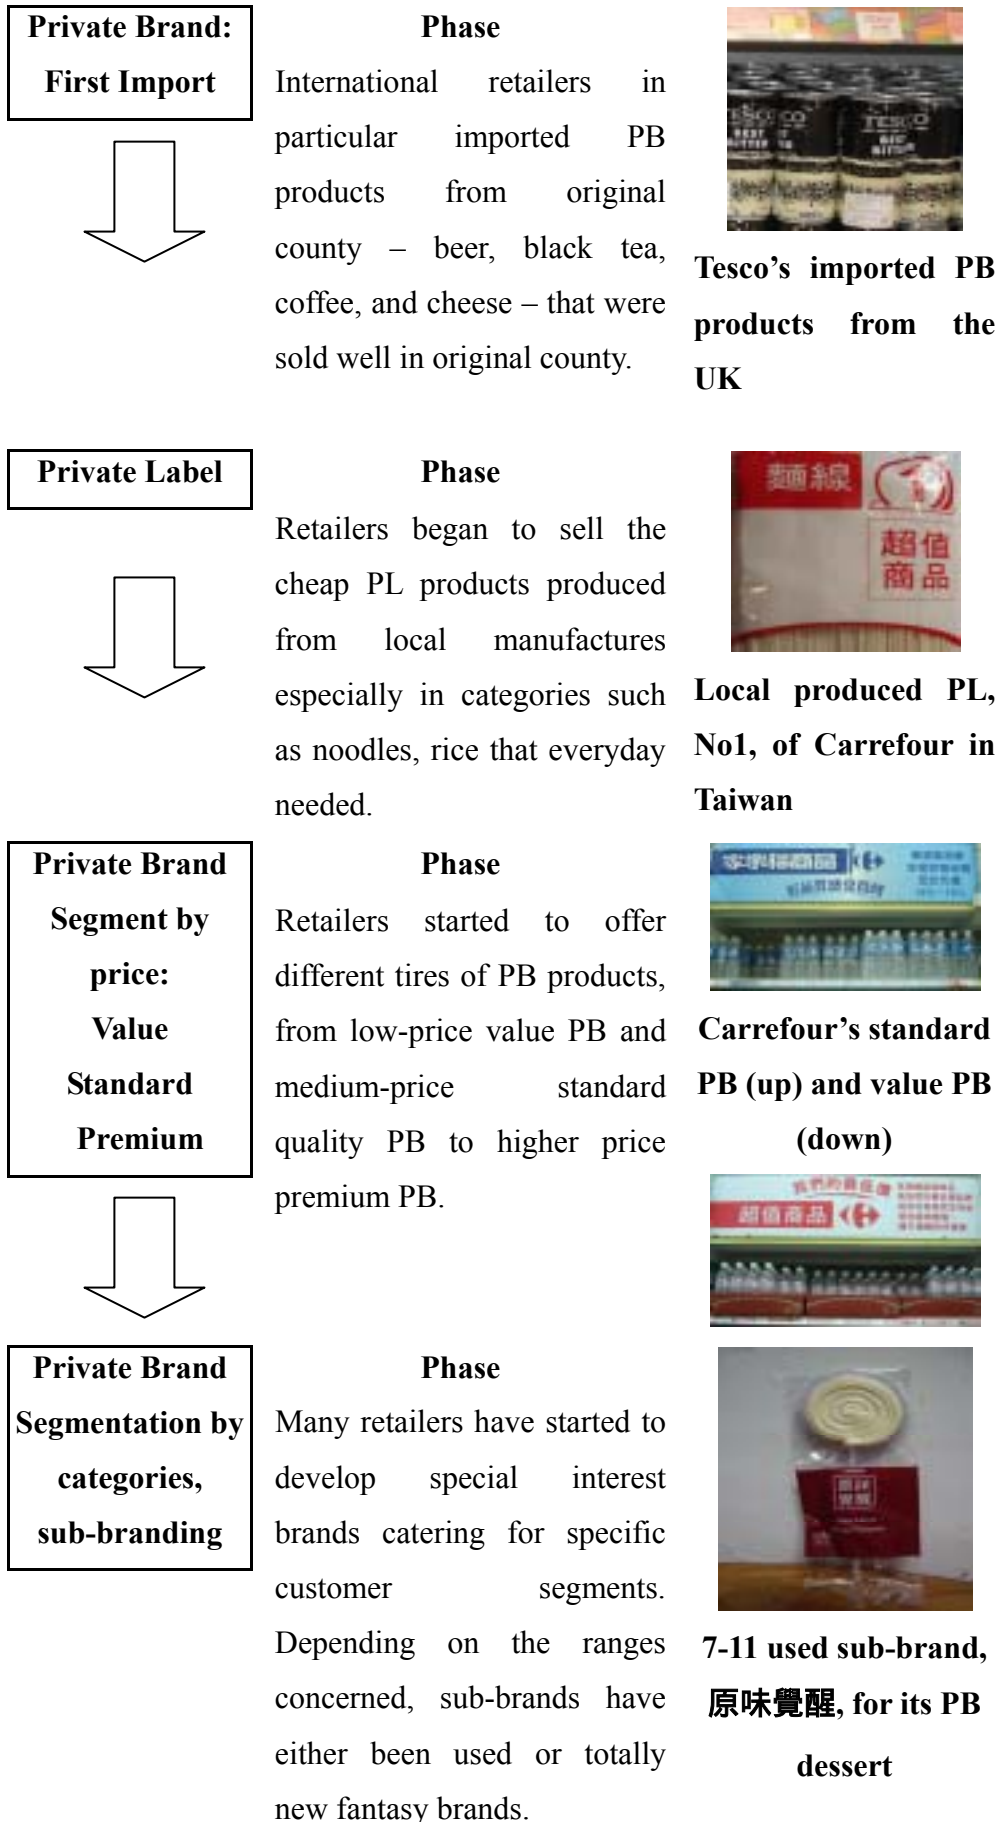 Private Brand:
First Import
Phase
International retailers in
particular imported PB
products from original
county – beer, black tea,
coffee, and cheese – that were
sold well in original county.
TESCO
Tesco’s imported PB
products from the
UK
Private Label
Phase
Retailers began to sell the
cheap PL products produced
from local manufactures
especially in categories such
as noodles, rice that everyday
needed.
麵線
超值
商品
Local produced PL,
No1, of Carrefour in
Taiwan
Private Brand
Segment by
price:
Value
Standard
Premium
Phase
Retailers started to offer
different tires of PB products,
from low-price value PB and
medium-price standard
quality PB to higher price
premium PB.
Carrefour’s standard
PB (up) and value PB
(down)
超值商品
Private Brand
Segmentation by
categories,
sub-branding
Phase
Many retailers have started to
develop special interest
brands catering for specific
customer segments.
Depending on the ranges
concerned, sub-brands have
either been used or totally
new fantasy brands.
7-11 used sub-brand,
原味覺醒, for its PB
dessert